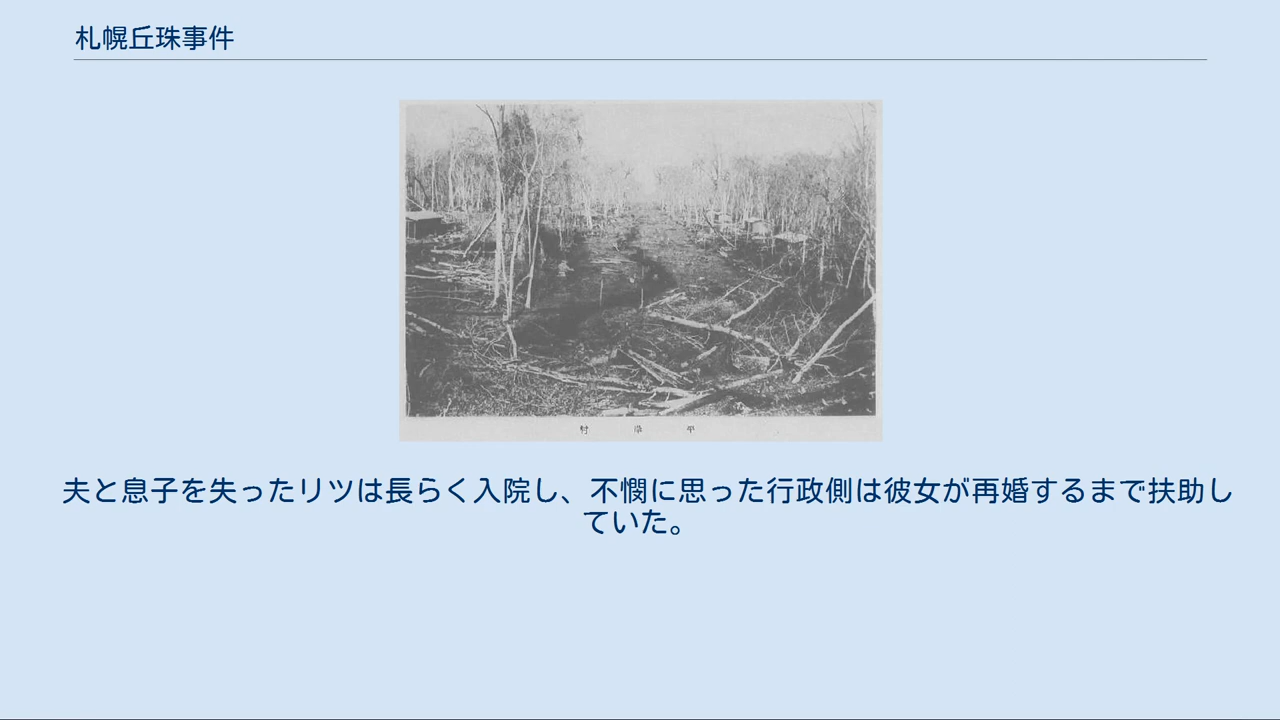 札幌丘珠事件
村 岸 平
夫と息子を失ったリツは長らく入院し、不憫に思った行政側は彼女が再婚するまで扶助し
ていた。